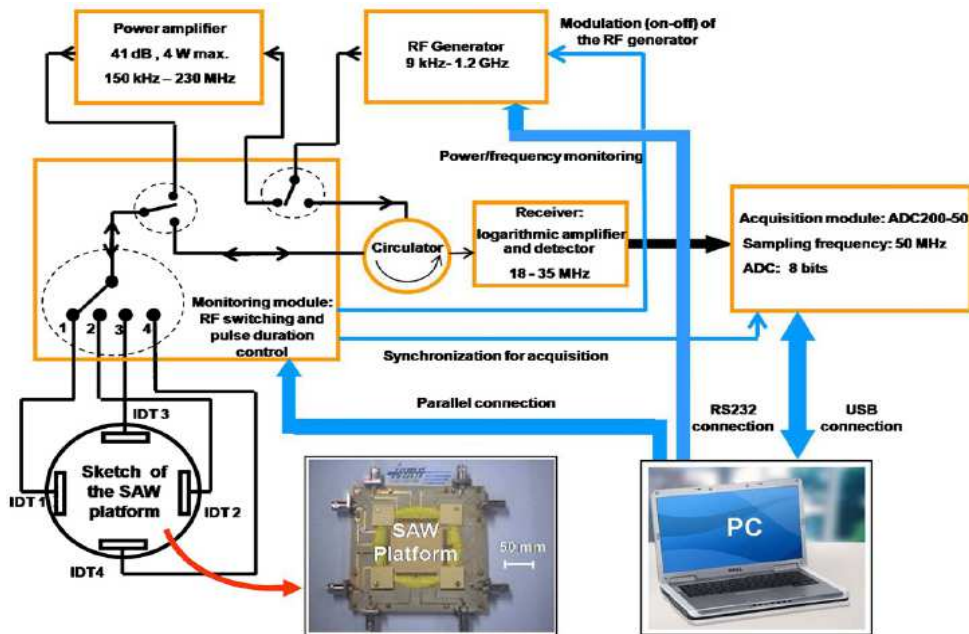 Power amplifier
41 dB , 4 W max.
150 kHz – 230 MHz
RF Generator
9 kHz- 1.2 GHz
Modulation (on-off) of
the RF generator
Power/frequency monitoring
Circulator
Receiver:
logarithmic amplifier
and detector
18 - 35 MHz
Acquisition module: ADC200-50
Sampling frequency: 50 MHz
ADC: 8 bits
1
2
3
4
Monitoring module:
RF switching and
pulse duration
control
Synchronization for acquisition
Parallel connection
RS232
connection
USB
connection
IDT 3
Sketch of
the SAW
platform
IDT 1
IDT 2
IDT4
SAW
Platform
50 mm
PC